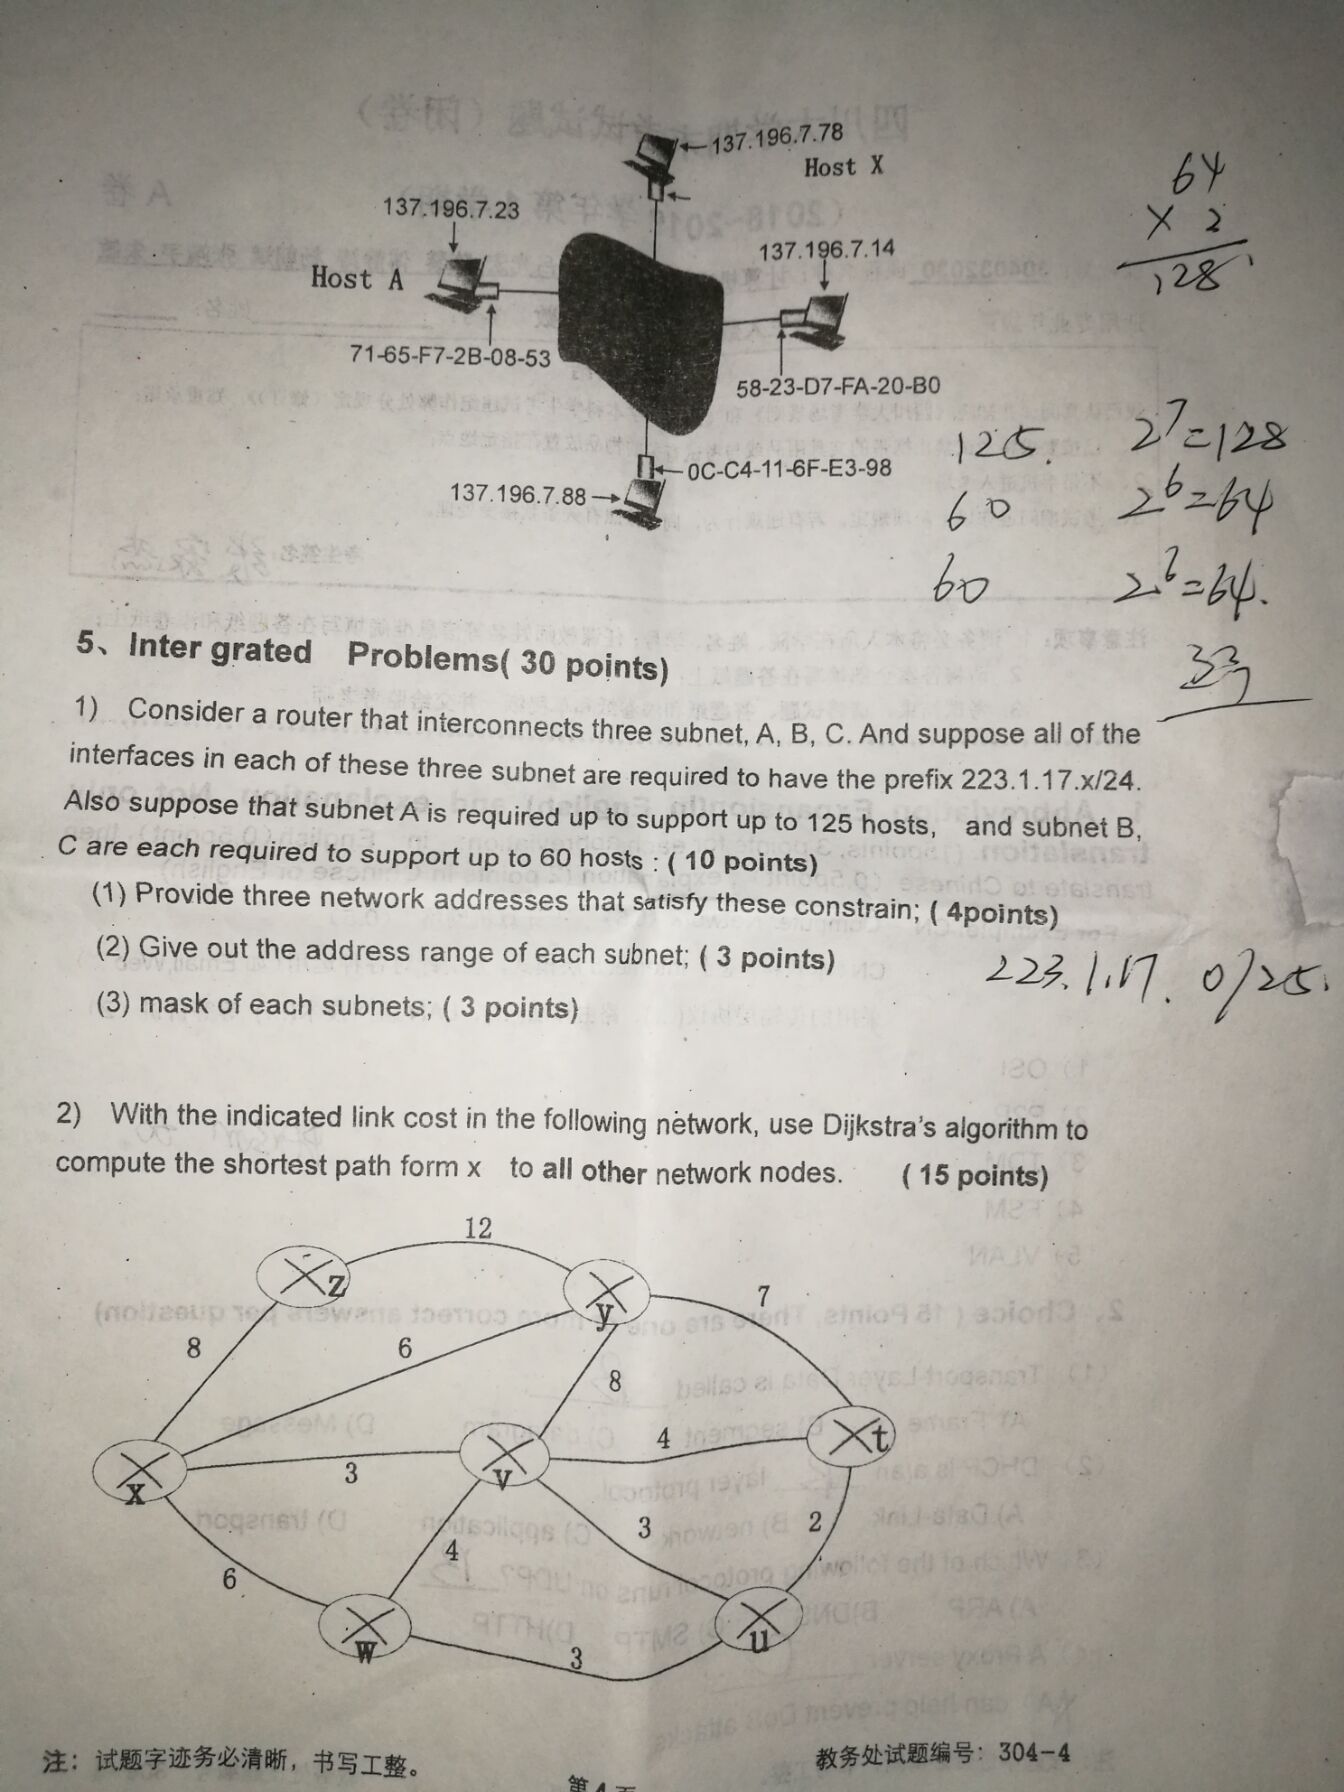 137.196.7.78
Host X
137.196.7.23
137.196.7.14
Host A
71-65-F7-2B-08-53
58-23-D7-FA-20-B0
0C-C4-11-6F-E3-98
137.196.7.88
64
× 2
128
125. 2^7=128
60 2^6=64
60 2^6=64.
5、Inter grated Problems( 30 points)
1) Consider a router that interconnects three subnet, A, B, C. And suppose all of the
interfaces in each of these three subnet are required to have the prefix 223.1.17.x/24.
Also suppose that subnet A is required up to support up to 125 hosts, and subnet B,
C are each required to support up to 60 hosts : ( 10 points)
(1) Provide three network addresses that satisfy these constrain; ( 4points)
(2) Give out the address range of each subnet; ( 3 points)
223.1.17. 0/25.
(3) mask of each subnets; ( 3 points)
2) With the indicated link cost in the following network, use Dijkstra's algorithm to
compute the shortest path form x to all other network nodes. ( 15 points)
12
z
y
7
8
6
8
x
3
v
4
t
6
4
3
2
w
3
u
注：试题字迹务必清晰，书写工整。
教务处试题编号：304-4